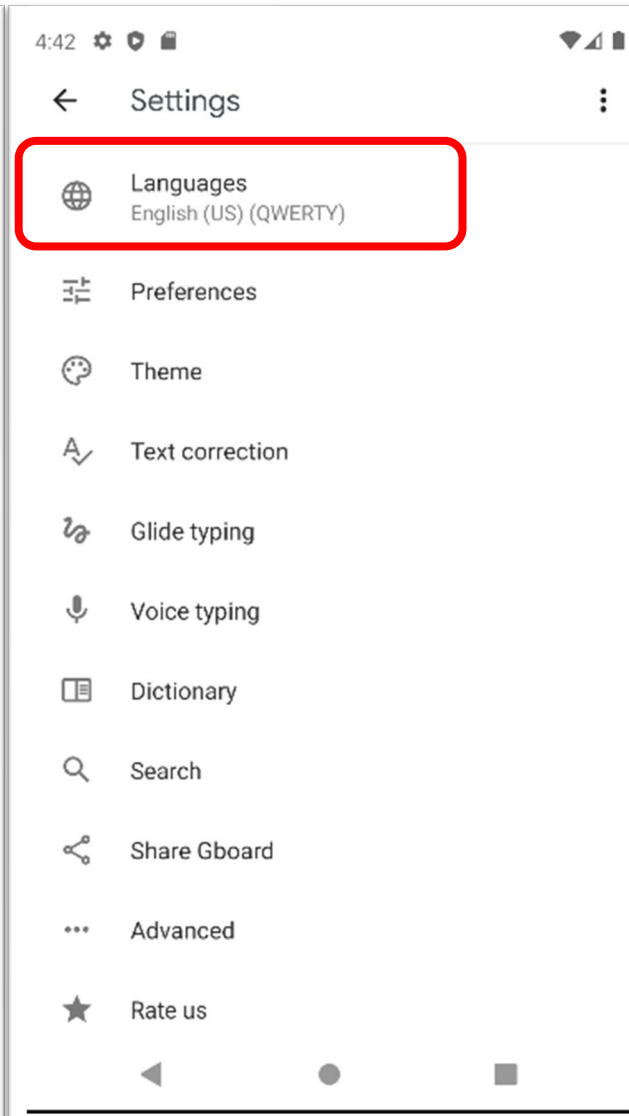 4:42
Settings
Languages
English (US) (QWERTY)
Preferences
Theme
Text correction
Glide typing
Voice typing
Dictionary
Search
Share Gboard
Advanced
Rate us